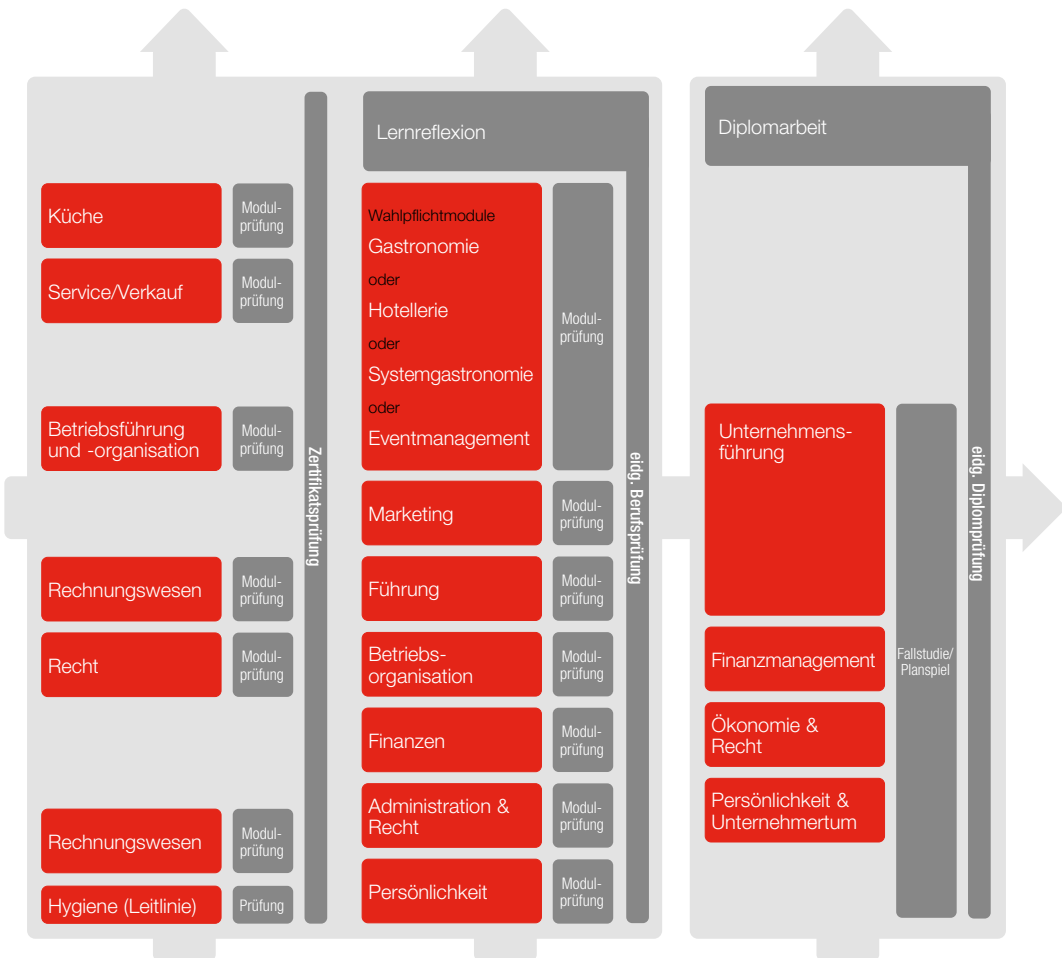 Küche
Modul-
prüfung
Service/Verkauf
Modul-
prüfung
Betriebsführung
und -organisation
Modul-
prüfung
Rechnungswesen
Modul-
prüfung
Recht
Modul-
prüfung
Rechnungswesen
Modul-
prüfung
Hygiene (Leitlinie)
Prüfung
Zertifikatsprüfung
Lernreflexion
Wahlpflichtmodule
Gastronomie
oder
Hotellerie
oder
Systemgastronomie
oder
Eventmanagement
Modul-
prüfung
Marketing
Modul-
prüfung
Führung
Modul-
prüfung
Betriebs-
organisation
Modul-
prüfung
Finanzen
Modul-
prüfung
Administration &
Recht
Modul-
prüfung
Persönlichkeit
Modul-
prüfung
eidg. Berufsprüfung
Diplomarbeit
Unternehmens-
führung
Finanzmanagement
Ökonomie &
Recht
Persönlichkeit &
Unternehmertum
Fallstudie/
Planspiel
eidg. Diplomprüfung